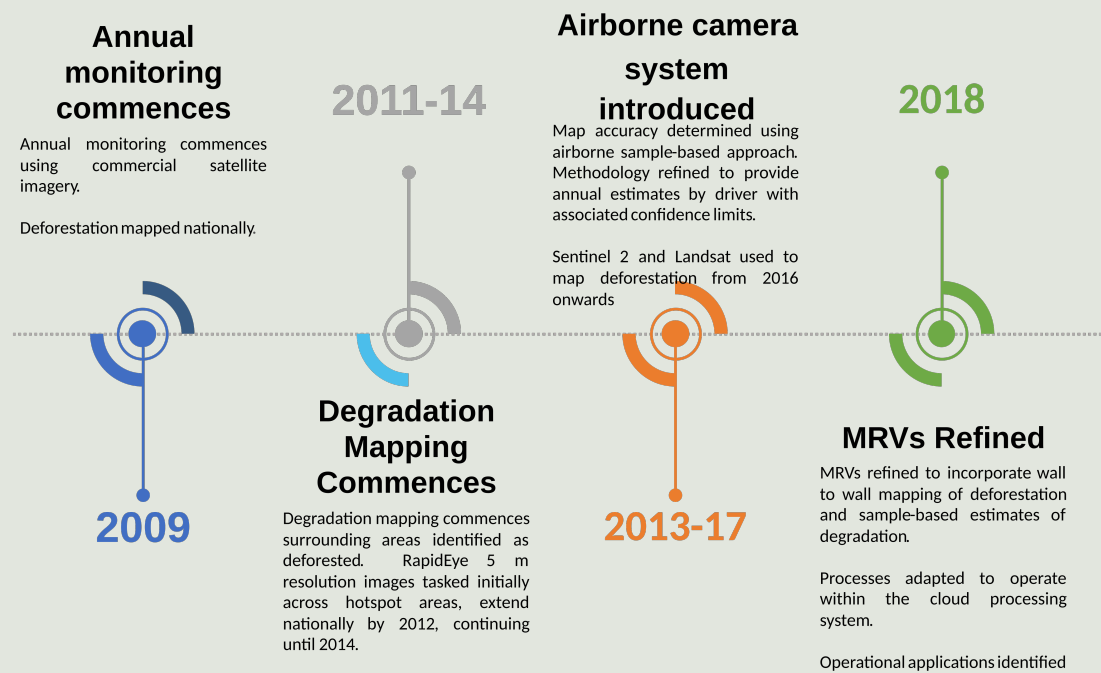 Annual
monitoring
commences
Annual monitoring commences
using commercial satellite
imagery.
Deforestation mapped nationally.
2009
2011-14
Degradation
Mapping
Commences
Degradation mapping commences
surrounding areas identified as
deforested. RapidEye 5 m
resolution images tasked initially
across hotspot areas, extend
nationally by 2012, continuing
until 2014.
Airborne camera
system
introduced
Map accuracy determined using
airborne sample-based approach.
Methodology refined to provide
annual estimates by driver with
associated confidence limits.
Sentinel 2 and Landsat used to
map deforestation from 2016
onwards
2013-17
2018
MRVs Refined
MRVs refined to incorporate wall
to wall mapping of deforestation
and sample-based estimates of
degradation.
Processes adapted to operate
within the cloud processing
system.
Operational applications identified